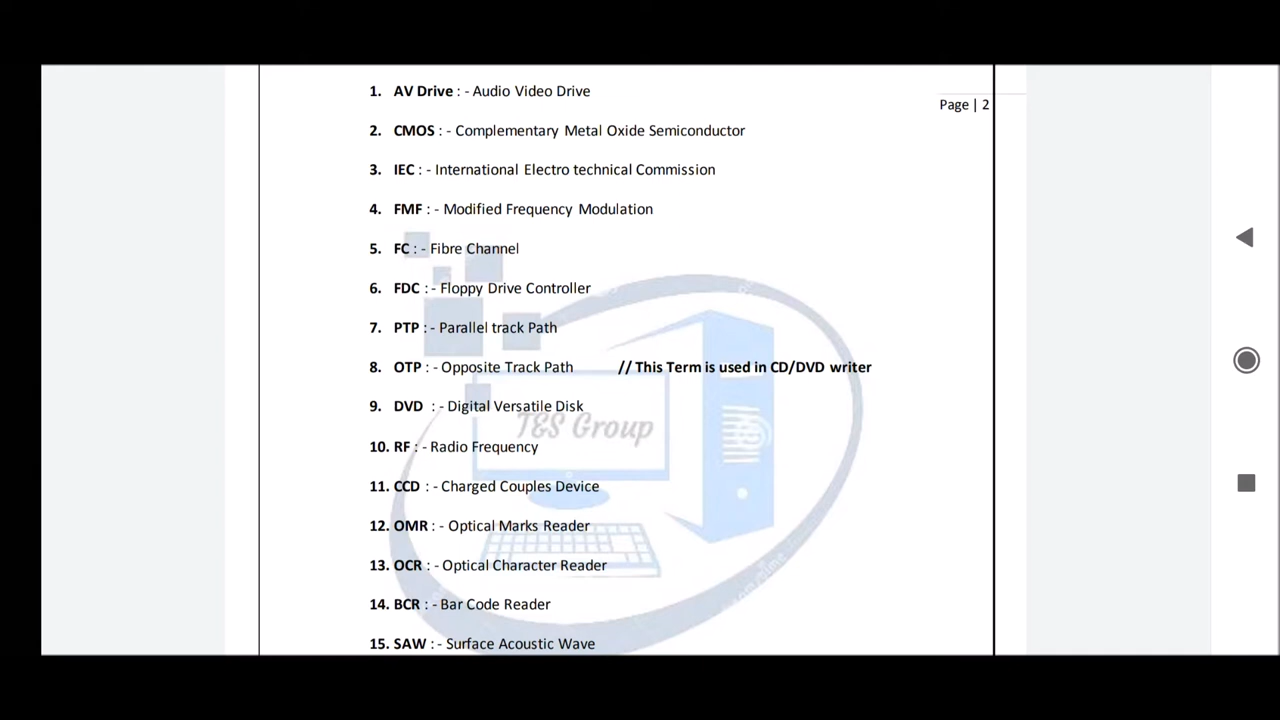 1. AV Drive : - Audio Video Drive
Page | 2
2. CMOS : - Complementary Metal Oxide Semiconductor
3. IEC : - International Electro technical Commission
4. FMF : - Modified Frequency Modulation
5. FC : - Fibre Channel
6. FDC : - Floppy Drive Controller
7. PTP : - Parallel track Path
8. OTP : - Opposite Track Path // This Term is used in CD/DVD writer
9. DVD : - Digital Versatile Disk
T&S Group
10. RF : - Radio Frequency
11. CCD : - Charged Couples Device
12. OMR : - Optical Marks Reader
13. OCR : - Optical Character Reader
14. BCR : - Bar Code Reader
15. SAW : - Surface Acoustic Wave